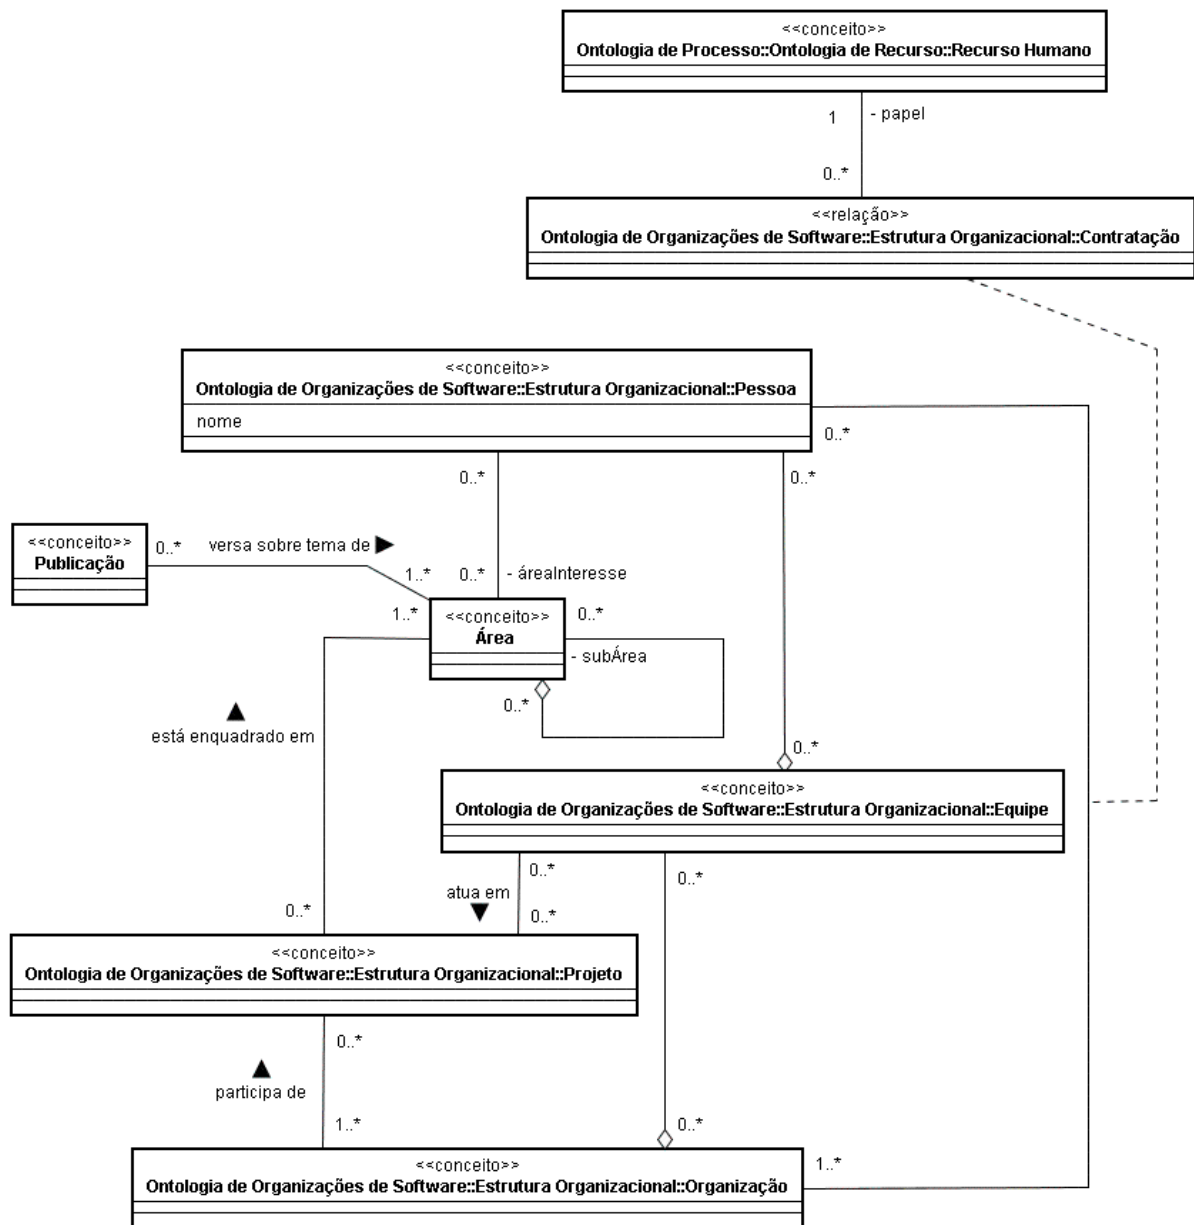 <<conceito>>
Ontologia de Processo::Ontologia de Recurso::Recurso Humano
1
- papel
0..*
<<relação>>
Ontologia de Organizações de Software::Estrutura Organizacional::Contratação
<<conceito>>
Ontologia de Organizações de Software::Estrutura Organizacional::Pessoa
nome
0..*
0..*
0..*
<<conceito>>
Publicação
0..*
versa sobre tema de
1..*
0..*
- áreaInteresse
1..*
<<conceito>>
Área
0..*
- subÁrea
0..*
está enquadrado em
0..*
<<conceito>>
Ontologia de Organizações de Software::Estrutura Organizacional::Equipe
0..*
0..*
atua em
0..*
0..*
<<conceito>>
Ontologia de Organizações de Software::Estrutura Organizacional::Projeto
0..*
participa de
1..*
0..*
<<conceito>>
Ontologia de Organizações de Software::Estrutura Organizacional::Organização
1..*